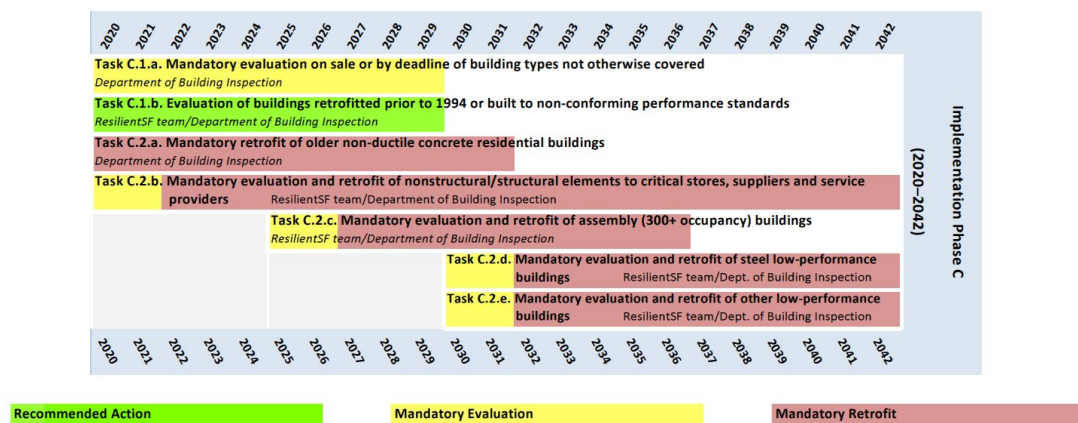 2020 2021 2022 2023 2024 2025 2026 2027 2028 2029 2030 2031 2032 2033 2034 2035 2036 2037 2038 2039 2040 2041 2042
Task C.1.a. Mandatory evaluation on sale or by deadline of building types not otherwise covered
Department of Building Inspection
Task C.1.b. Evaluation of buildings retrofitted prior to 1994 or built to non-conforming performance standards
ResilientSF team/Department of Building Inspection
Task C.2.a. Mandatory retrofit of older non-ductile concrete residential buildings
Department of Building Inspection
Task C.2.b. Mandatory evaluation and retrofit of nonstructural/structural elements to critical stores, suppliers and service
providers ResilientSF team/Department of Building Inspection
Task C.2.c. Mandatory evaluation and retrofit of assembly (300+ occupancy) buildings
ResilientSF team/Department of Building Inspection
Task C.2.d. Mandatory evaluation and retrofit of steel low-performance
buildings ResilientSF team/Dept. of Building Inspection
Task C.2.e. Mandatory evaluation and retrofit of other low-performance
buildings ResilientSF team/Dept. of Building Inspection
2020 2021 2022 2023 2024 2025 2026 2027 2028 2029 2030 2031 2032 2033 2034 2035 2036 2037 2038 2039 2040 2041 2042
Implementation Phase C
(2020–2042)
Recommended Action
Mandatory Evaluation
Mandatory Retrofit